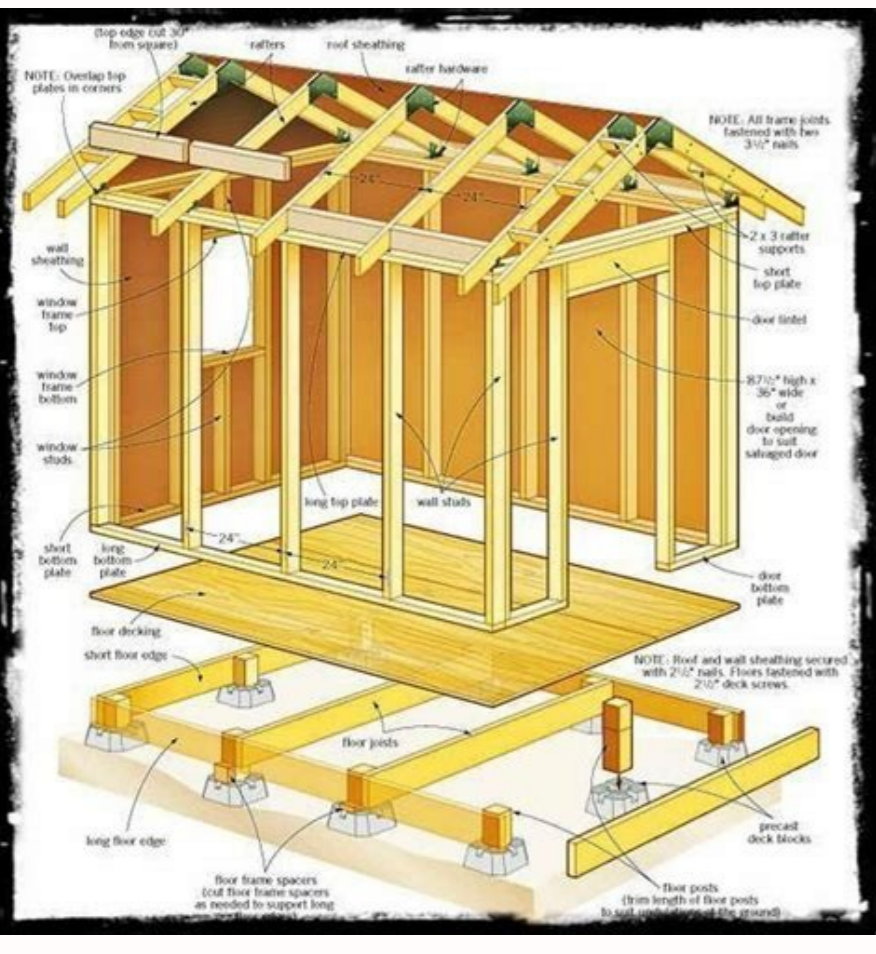 (top edge cut 30°
from square)
rafters
roof sheathing
rafter hardware
NOTE: Overlap top
plates in corners
NOTE: All frame joints
fastened with two
3½" nails
24"
24"
2 x 3 rafter
supports
short
top plate
door lintel
wall
sheathing
window
frame
top
window
frame
bottom
window
studs
87½" high x
36" wide
or
build
door opening
to suit
salvaged door
long top plate
wall studs
24"
24"
short
bottom
plate
long
bottom
plate
door
bottom
plate
floor decking
short floor edge
NOTE: Roof and wall sheathing secured
with 2½" nails. Floors fastened with
2½" deck screws.
floor joists
long floor edge
precast
deck blocks
floor frame spacers
(cut floor frame spacers
as needed to support long
floor posts
(trim length of floor posts
to suit undulations of the ground)